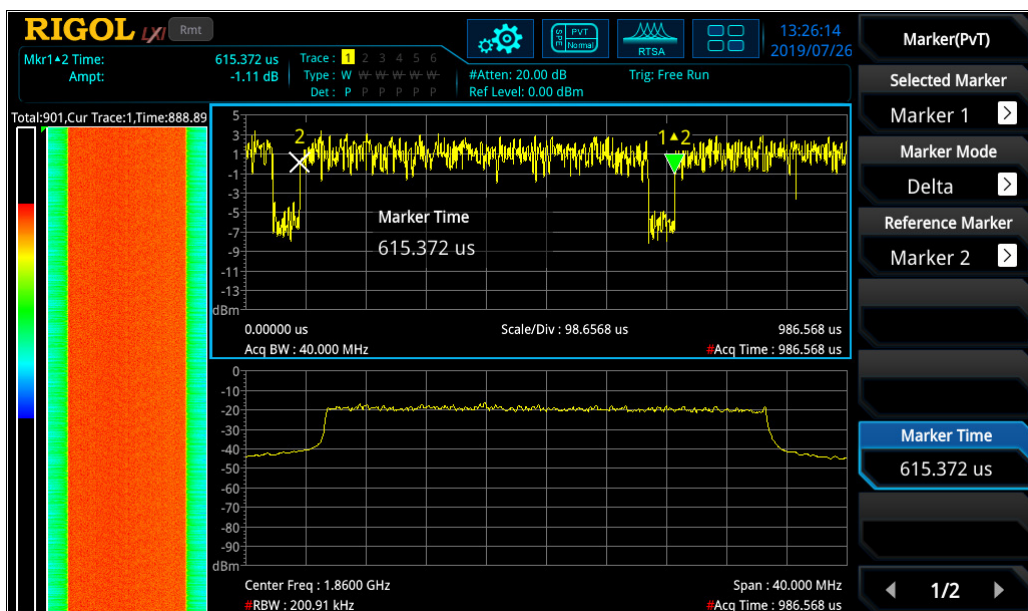 RIGOL LXI Rmt
PVT
SPE
Normal
RTSA
13:26:14
2019/07/26
Mkr1▴2 Time: 615.372 us
Ampt: -1.11 dB
Trace : 1 2 3 4 5 6
Type : W W W W W W
Det : P P P P P P
#Atten: 20.00 dB
Ref Level: 0.00 dBm
Trig: Free Run
Total:901,Cur Trace:1,Time:888.89
5
3
1
-1
-3
-5
-7
-9
-11
-13
dBm
2
1▴2
Marker Time
615.372 us
0.00000 us
Scale/Div : 98.6568 us
986.568 us
Acq BW : 40.000 MHz
#Acq Time : 986.568 us
0
-10
-20
-30
-40
-50
-60
-70
-80
-90
dBm
Center Freq : 1.8600 GHz
Span : 40.000 MHz
#RBW : 200.91 kHz
#Acq Time : 986.568 us
Marker(PvT)
Selected Marker
Marker 1
Marker Mode
Delta
Reference Marker
Marker 2
Marker Time
615.372 us
1/2